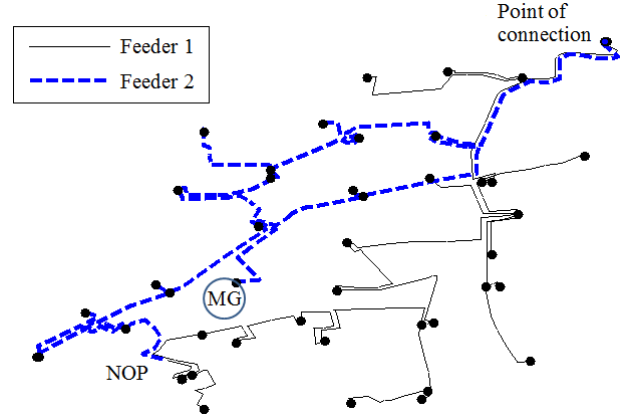 Point of
connection
Feeder 1
Feeder 2
MG
NOP